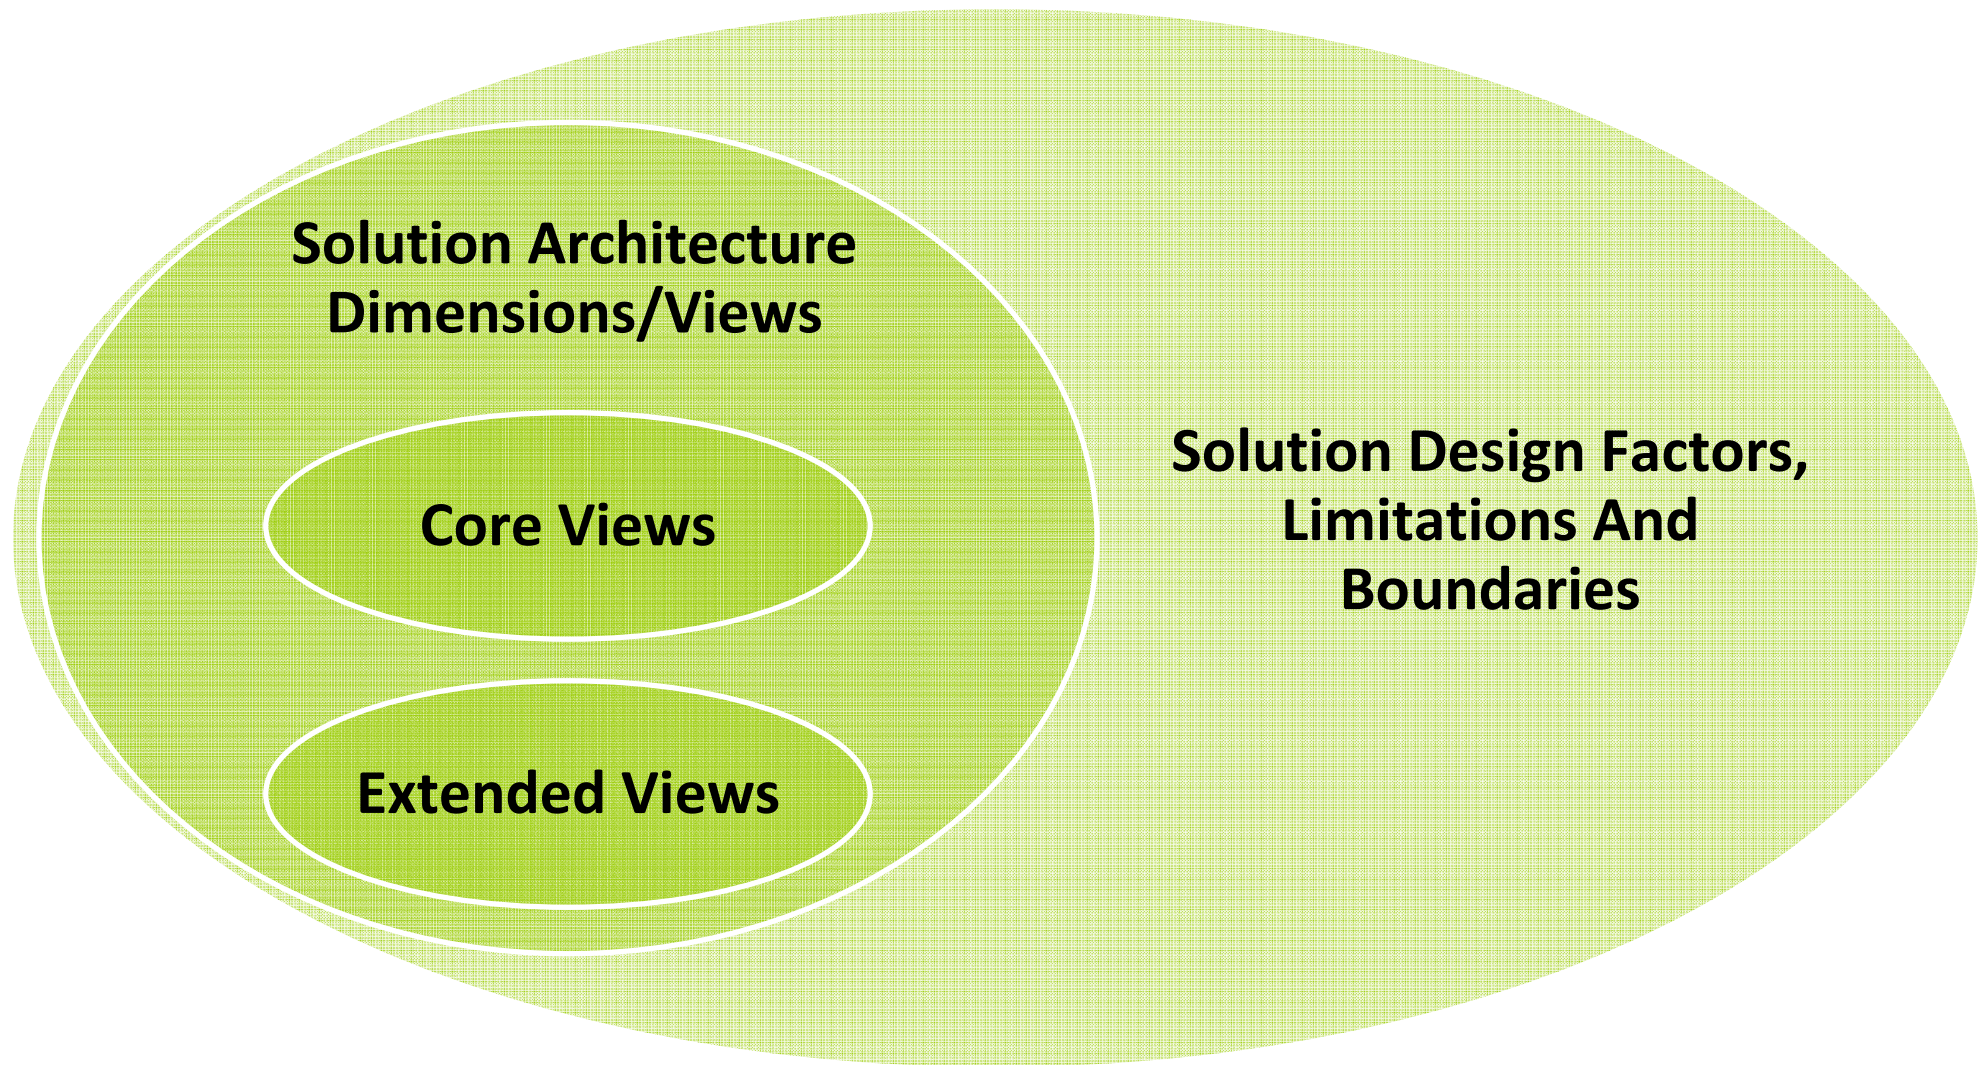 Solution Architecture
Dimensions/Views
Core Views
Extended Views
Solution Design Factors,
Limitations And
Boundaries